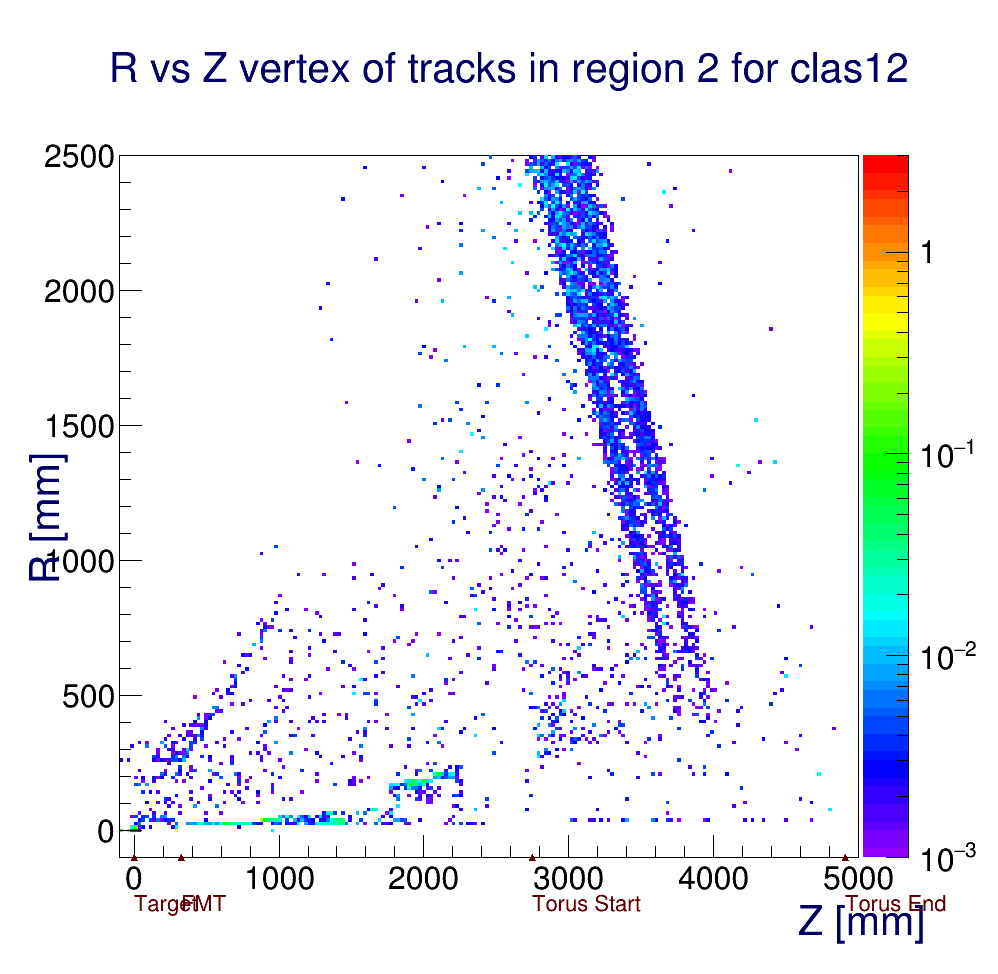 R vs Z vertex of tracks in region 2 for clas12
2500
2000
1500
1000
500
0
R [mm]
1
10⁻¹
10⁻²
10⁻³
0 1000 2000 3000 4000 5000
Target FMT Torus Start Torus End
Z [mm]